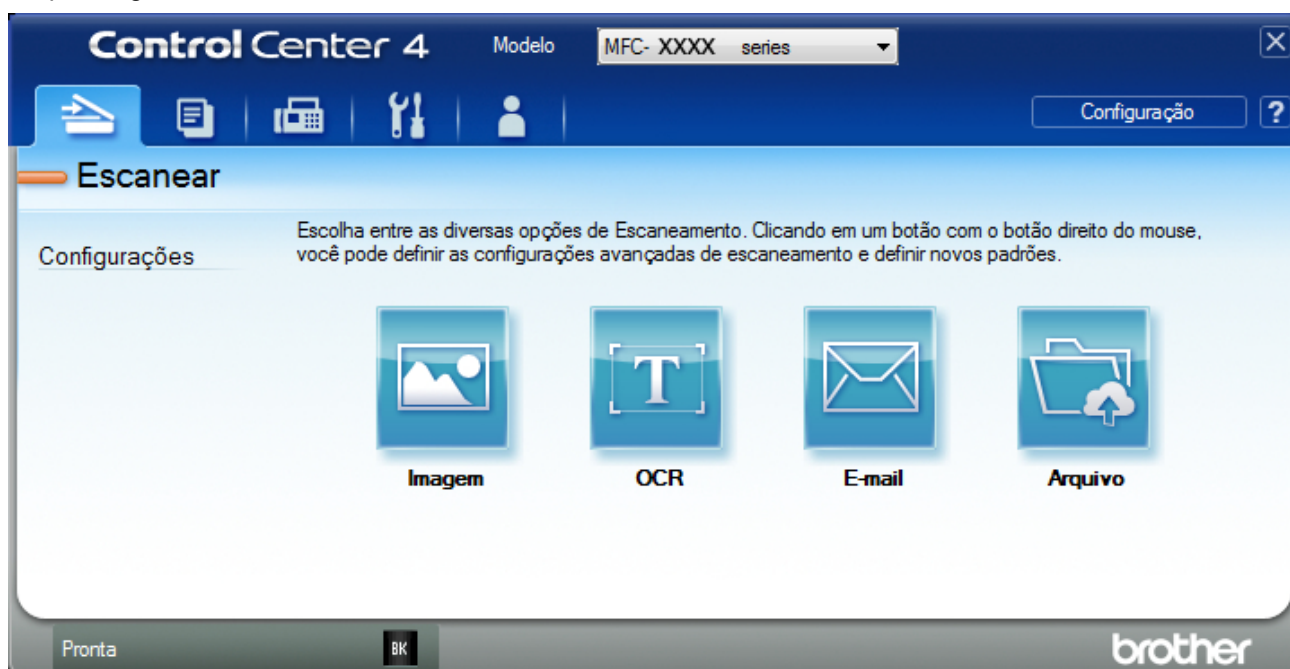 Control Center 4 Modelo MFC- XXXX series
Configuração ?
Escanear
Configurações
Escolha entre as diversas opções de Escaneamento. Clicando em um botão com o botão direito do mouse,
você pode definir as configurações avançadas de escaneamento e definir novos padrões.
T
Imagem OCR E-mail Arquivo
Pronta BK brother